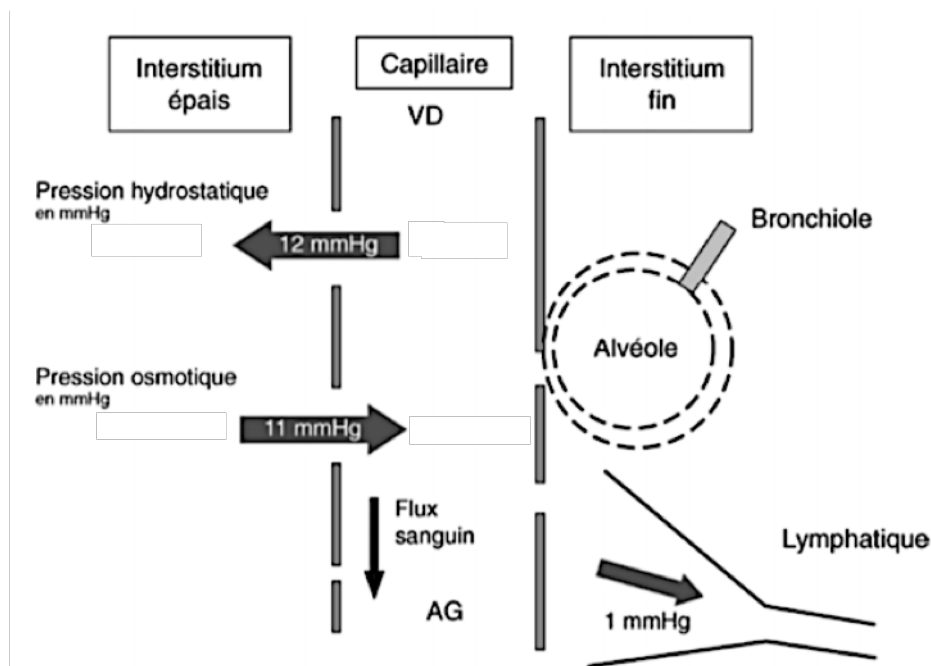 Interstitium
épais
Capillaire
Interstitium
fin
VD
Pression hydrostatique
en mmHg
12 mmHg
Bronchiole
Alvéole
Pression osmotique
en mmHg
11 mmHg
Flux
sanguin
Lymphatique
AG
1 mmHg